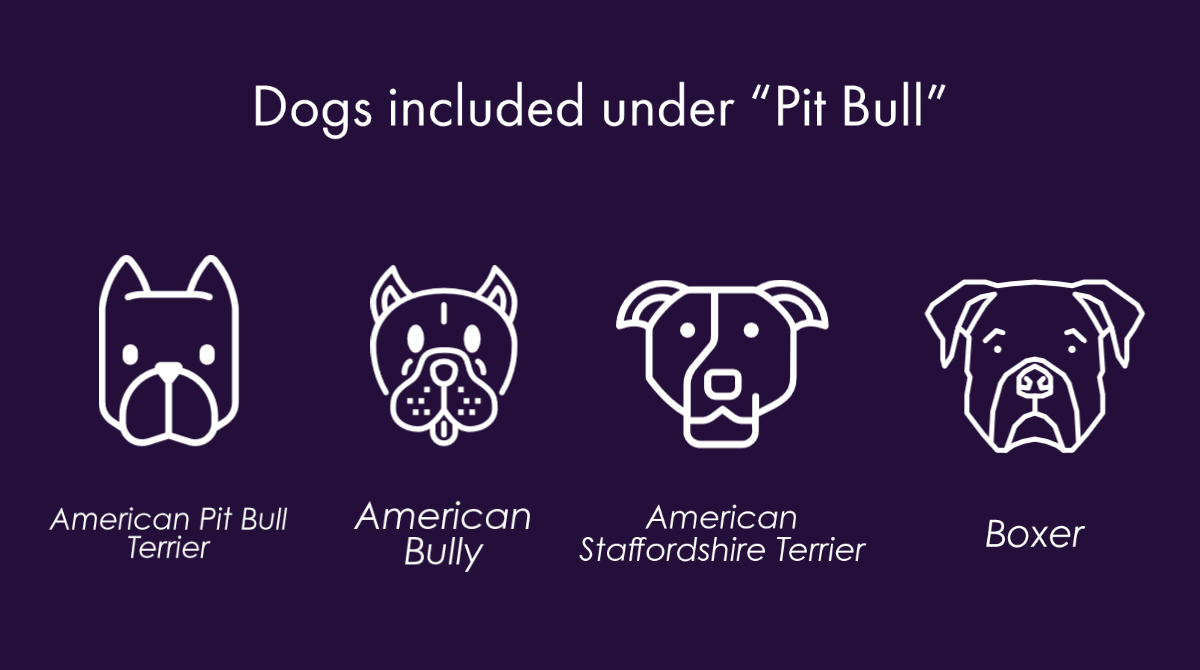 Dogs included under “Pit Bull”
American Pit Bull
Terrier
American
Bully
American
Staffordshire Terrier
Boxer